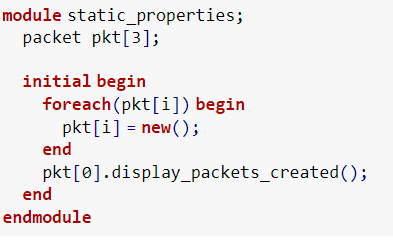 module static_properties;
  packet pkt[3];

  initial begin
    foreach(pkt[i]) begin
      pkt[i] = new();
    end
    pkt[0].display_packets_created();
  end
endmodule